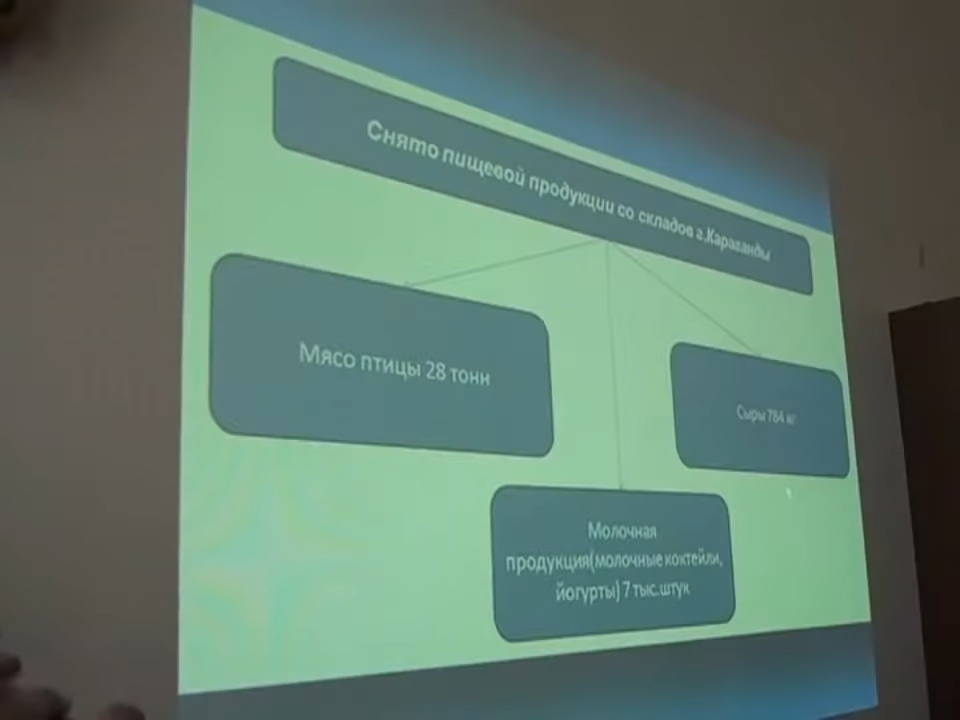 Снято пищевой продукции со складов г.Караганды
Мясо птицы 28 тонн
Сыры 784 кг
Молочная
продукция(молочные коктейли,
йогурты) 7 тыс.штук